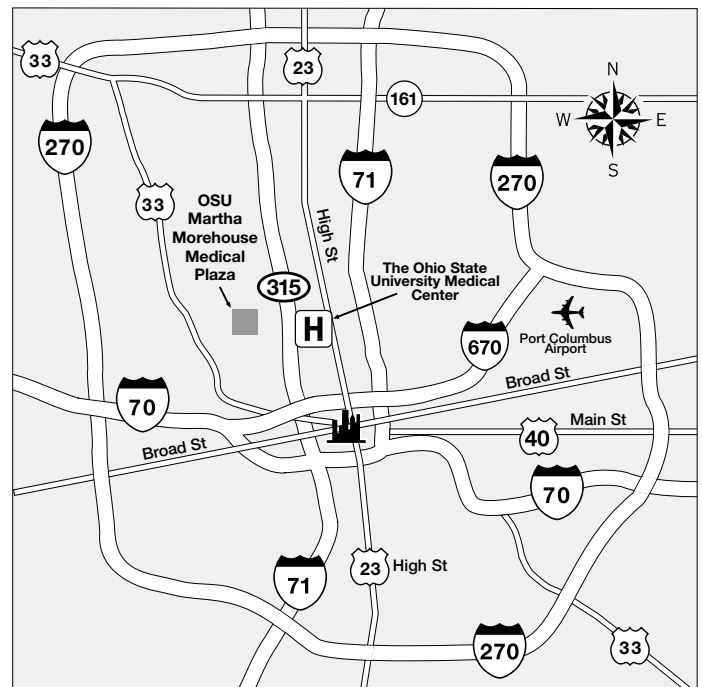 33
23
N
161
W
E
S
270
71
270
33
OSU
Martha
Morehouse
Medical
Plaza
High St
The Ohio State
University Medical
Center
315
H
670
Port Columbus
Airport
Broad St
70
Main St
40
Broad St
70
23
High St
71
270
33